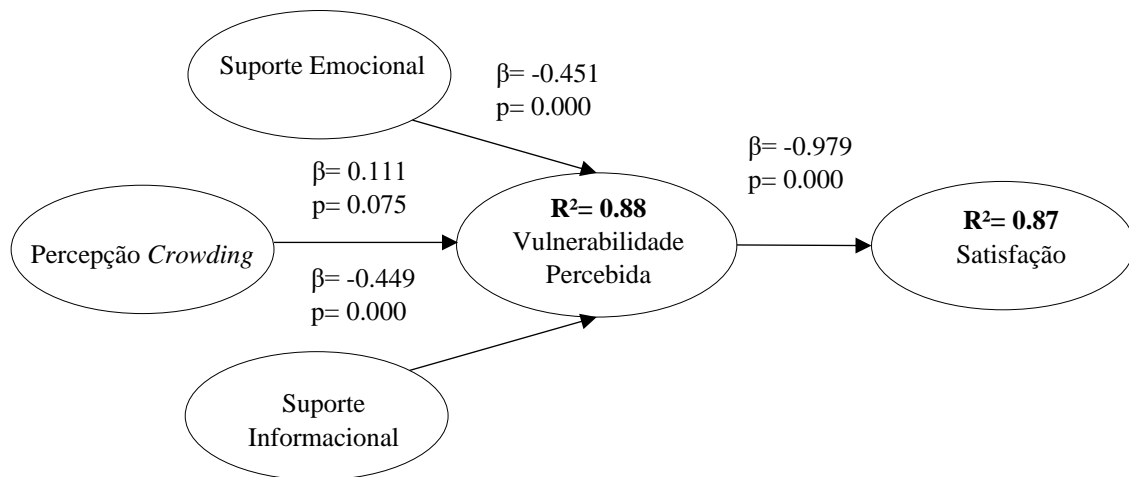 Suporte Emocional
β= -0.451
p= 0.000
β= 0.111
p= 0.075
Percepção Crowding
β= -0.449
p= 0.000
Suporte
Informacional
R²= 0.88
Vulnerabilidade
Percebida
β= -0.979
p= 0.000
R²= 0.87
Satisfação